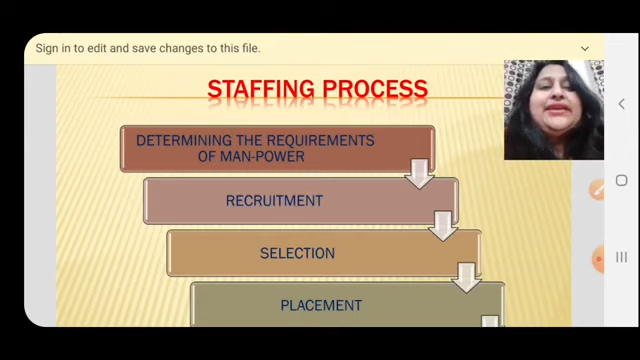 Sign in to edit and save changes to this file.
STAFFING PROCESS
DETERMINING THE REQUIREMENTS
OF MAN-POWER
RECRUITMENT
SELECTION
PLACEMENT